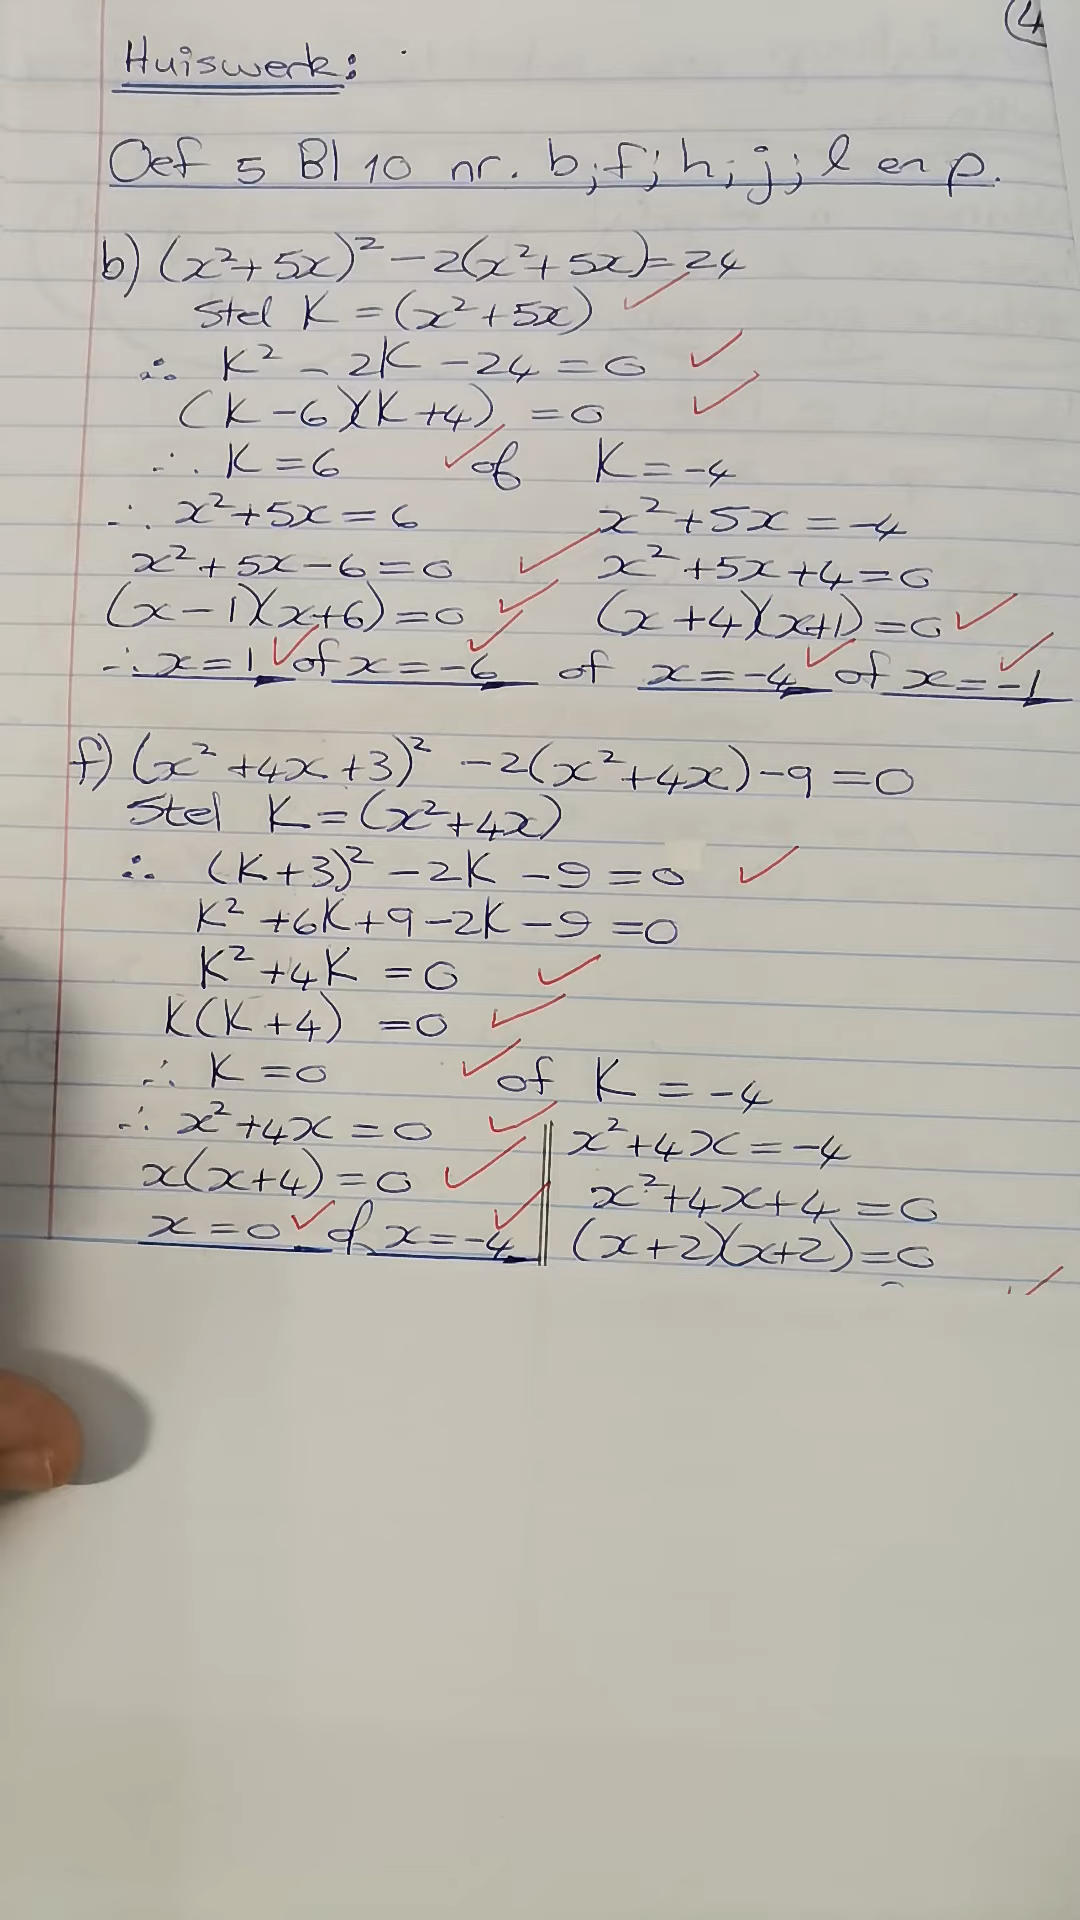 4
Huiswerk:
Oef 5 Bl 10 nr. b; f; h; j; l en p.
b) (x²+5x)² - 2(x²+5x) = 24
Stel K = (x²+5x)
∴ K² - 2K - 24 = 0
(K-6)(K+4) = 0
∴ K = 6 of K = -4
∴ x²+5x = 6 x²+5x = -4
x²+5x-6 = 0 x²+5x+4 = 0
(x-1)(x+6) = 0 (x+4)(x+1) = 0
∴ x = 1 of x = -6 of x = -4 of x = -1
f) (x²+4x+3)² - 2(x²+4x) - 9 = 0
Stel K = (x²+4x)
∴ (K+3)² - 2K - 9 = 0
K²+6K+9-2K-9 = 0
K²+4K = 0
K(K+4) = 0
∴ K = 0 of K = -4
∴ x²+4x = 0 x²+4x = -4
x(x+4) = 0 x²+4x+4 = 0
x = 0 of x = -4 (x+2)(x+2) = 0